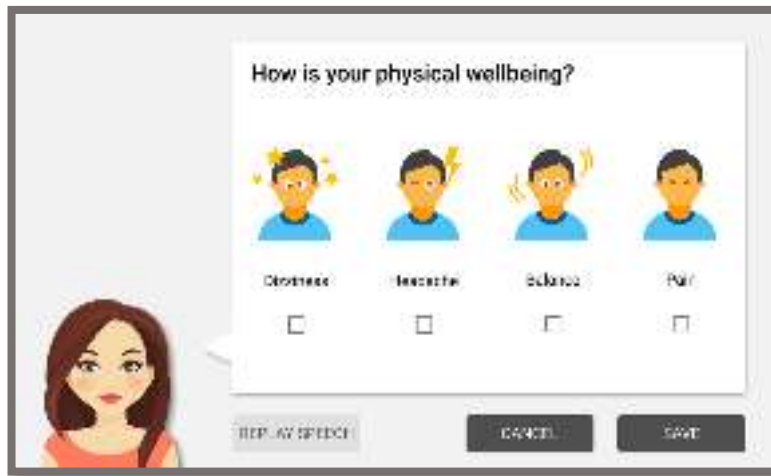 How is your physical wellbeing?
Dizziness Headache Balance Pain
REPLAY SPEECH CANCEL SAVE